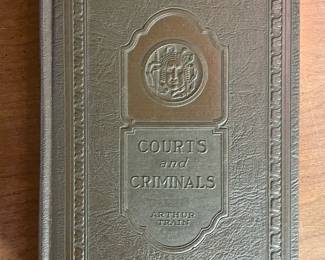 COURTS
and
CRIMINALS
ARTHUR
TRAIN